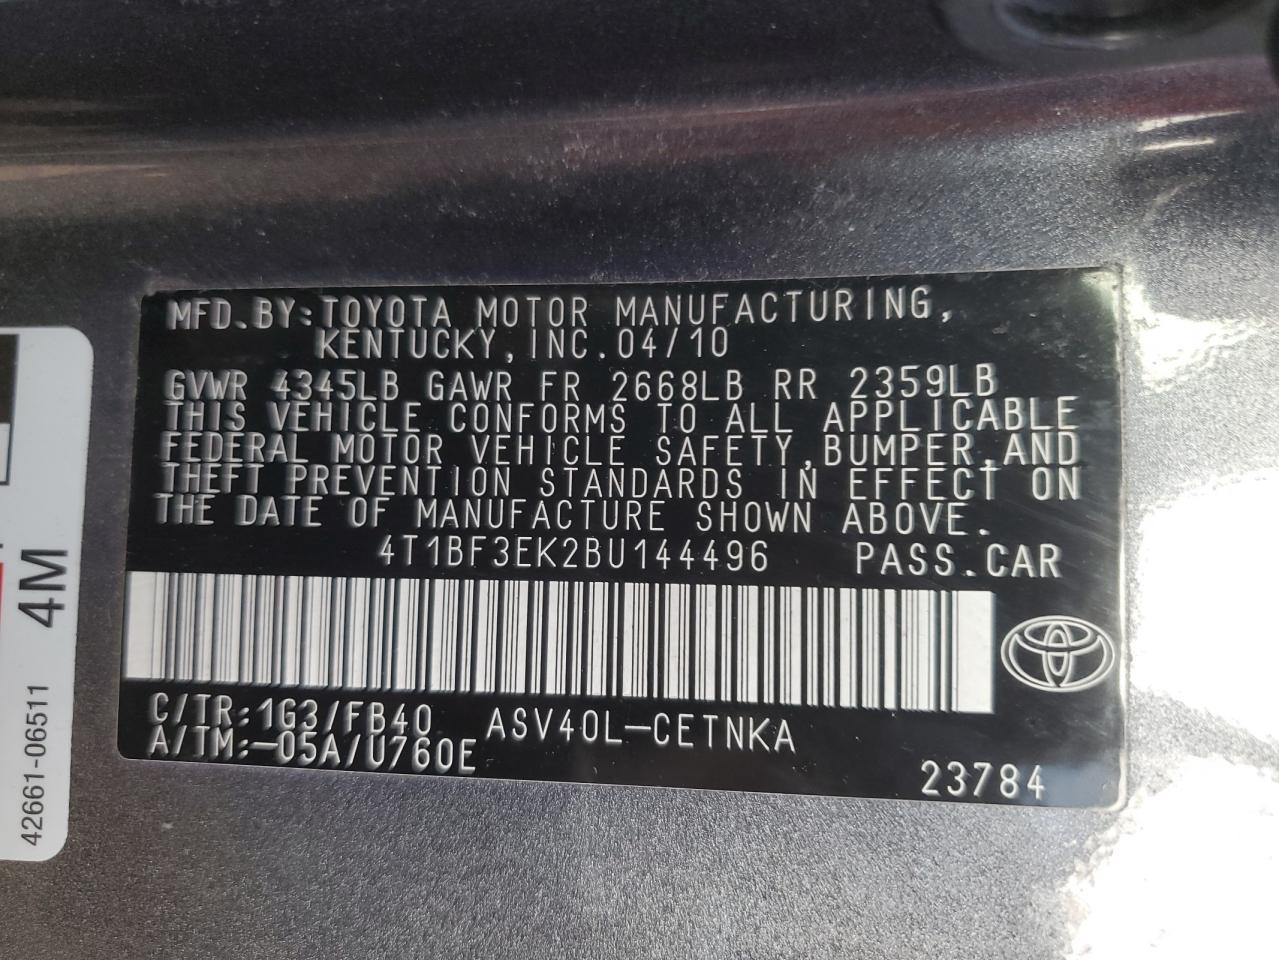 MFD.BY:TOYOTA MOTOR MANUFACTURING,
KENTUCKY,INC.04/10
GVWR 4345LB GAWR FR 2668LB RR 2359LB
THIS VEHICLE CONFORMS TO ALL APPLICABLE
FEDERAL MOTOR VEHICLE SAFETY,BUMPER,AND
THEFT PREVENTION STANDARDS IN EFFECT ON
THE DATE OF MANUFACTURE SHOWN ABOVE.
4T1BF3EK2BU144496 PASS.CAR
C/TR:1G3/FB40 ASV40L-CETNKA
A/TM:-05A/U760E
23784
42661-06511 4M